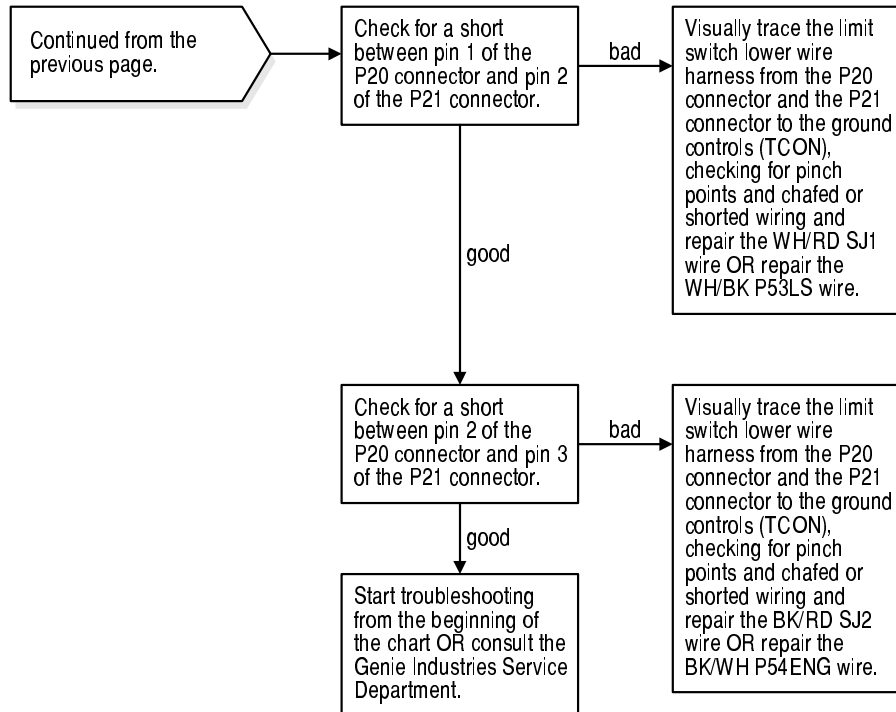 Continued from the
previous page.
Check for a short
between pin 1 of the
P20 connector and pin 2
of the P21 connector.
bad
Visually trace the limit
switch lower wire
harness from the P20
connector and the P21
connector to the ground
controls (TCON),
checking for pinch
points and chafed or
shorted wiring and
repair the WH/RD SJ1
wire OR repair the
WH/BK P53LS wire.
good
Check for a short
between pin 2 of the
P20 connector and pin 3
of the P21 connector.
bad
Visually trace the limit
switch lower wire
harness from the P20
connector and the P21
connector to the ground
controls (TCON),
checking for pinch
points and chafed or
shorted wiring and
repair the BK/RD SJ2
wire OR repair the
BK/WH P54ENG wire.
good
Start troubleshooting
from the beginning of
the chart OR consult the
Genie Industries Service
Department.